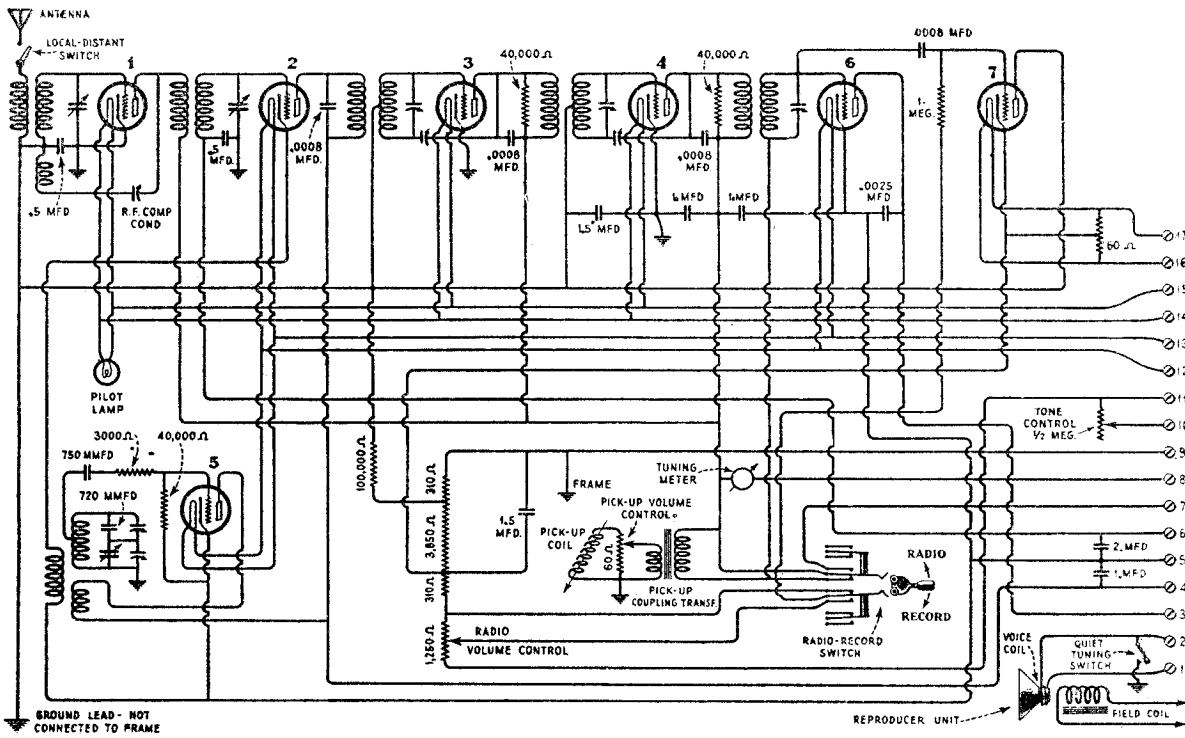 ANTENNA
LOCAL-DISTANT
SWITCH
1
2
3
4
6
7
40,000 Ω
40,000 Ω
.0008 MFD
1-
MEG.
.5 MFD
R.F. COMP
COND
.5
MFD.
.0008
MFD
.0008
MFD.
.0008
MFD.
1.5 MFD
1. MFD
1. MFD
.0025
MFD
60 Ω
17
16
15
14
13
12
11
10
9
8
7
6
5
4
3
2
1
PILOT
LAMP
TONE
CONTROL
½ MEG.
3000 Ω
40,000 Ω
750 MMFD
5
720 MMFD
100,000 Ω
310 Ω
3,850 Ω
310 Ω
1,250 Ω
1.5
MFD.
FRAME
TUNING
METER
PICK-UP VOLUME
CONTROL.
PICK-UP
COIL
60 Ω
PICK-UP
COUPLING TRANSF.
RADIO
VOLUME CONTROL
RADIO
RECORD
RADIO-RECORD
SWITCH
2. MFD
1. MFD
VOICE
COIL
QUIET
TUNING
SWITCH
REPRODUCER UNIT
FIELD COIL
GROUND LEAD - NOT
CONNECTED TO FRAME